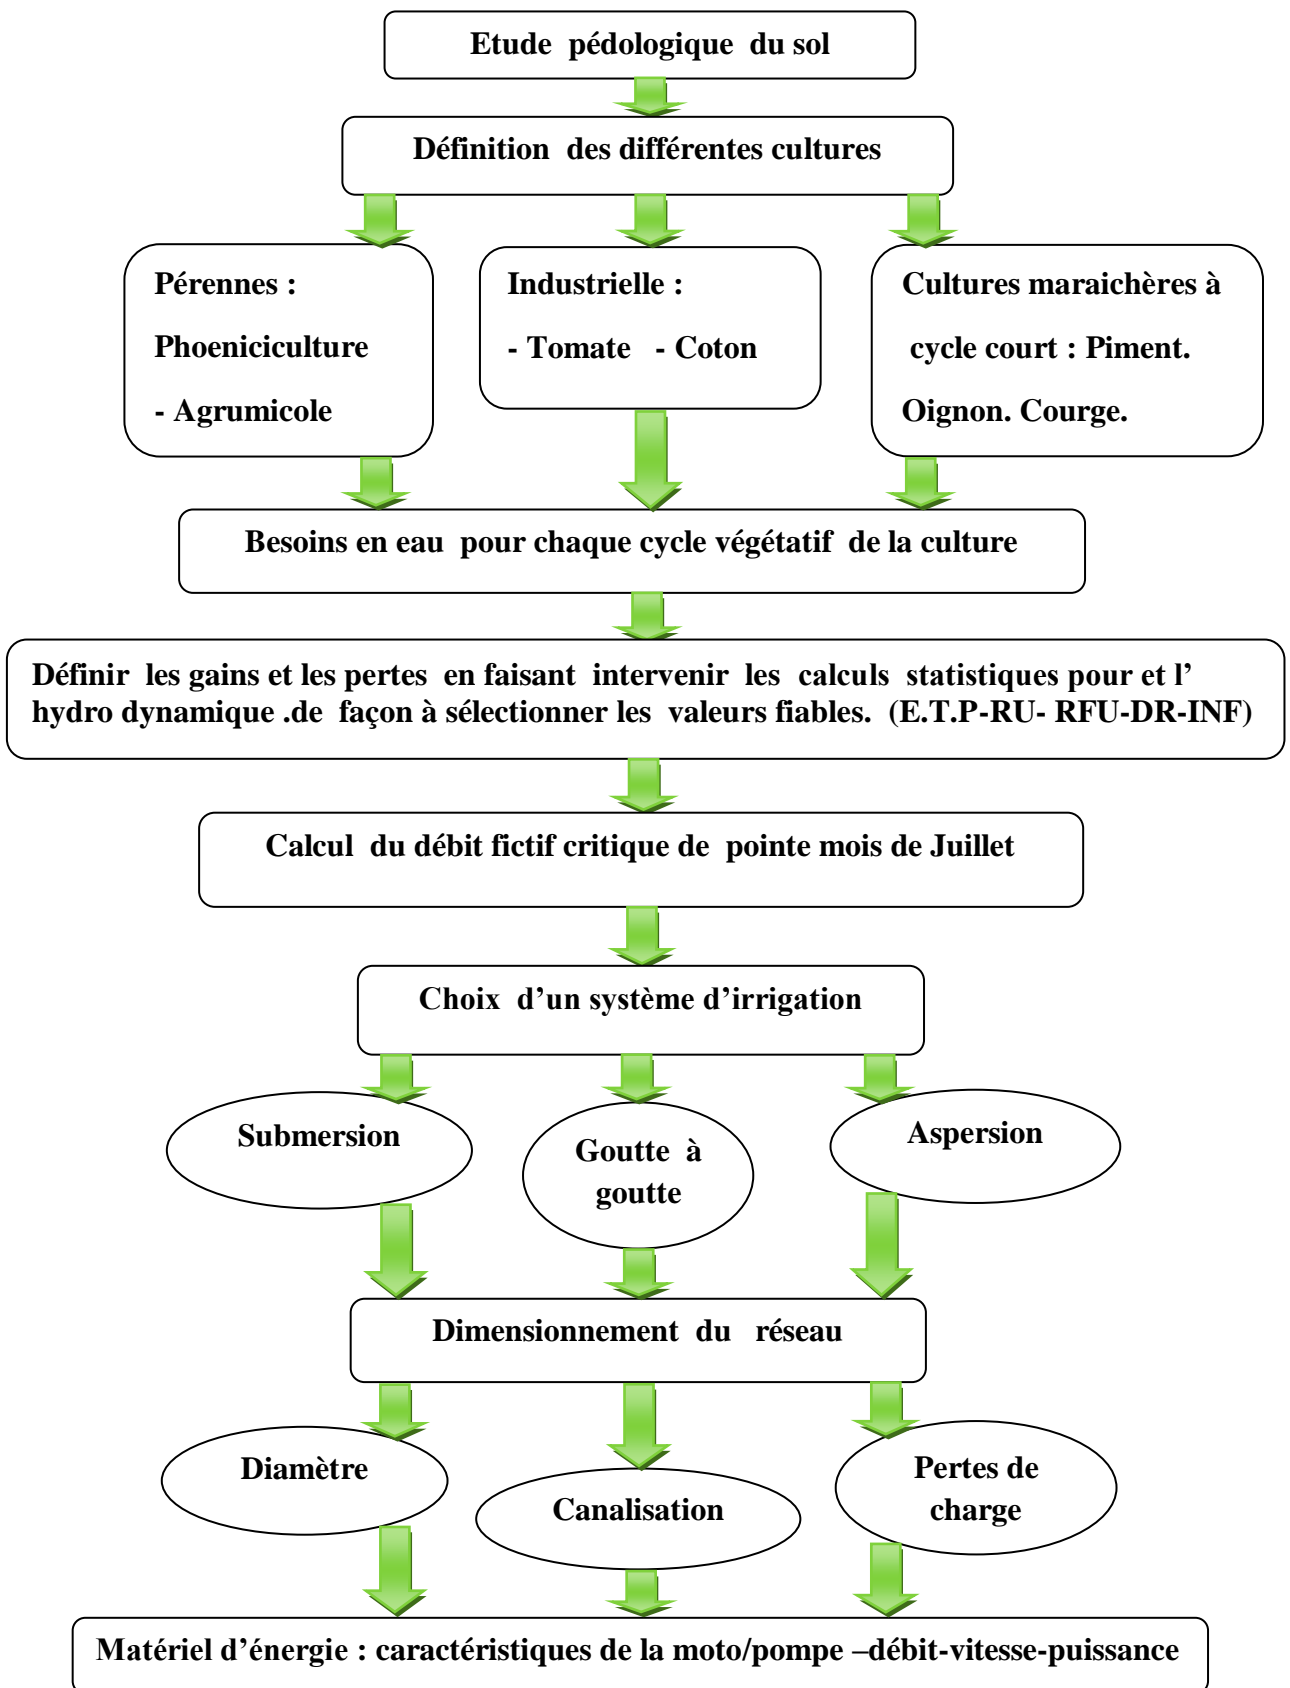 Etude pédologique du sol
Définition des différentes cultures
Pérennes :
Phoeniciculture
- Agrumicole
Industrielle :
- Tomate - Coton
Cultures maraichères à
cycle court : Piment.
Oignon. Courge.
Besoins en eau pour chaque cycle végétatif de la culture
Définir les gains et les pertes en faisant intervenir les calculs statistiques pour et l’
hydro dynamique .de façon à sélectionner les valeurs fiables. (E.T.P-RU- RFU-DR-INF)
Calcul du débit fictif critique de pointe mois de Juillet
Choix d’un système d’irrigation
Submersion
Goutte à
goutte
Aspersion
Dimensionnement du réseau
Diamètre
Canalisation
Pertes de
charge
Matériel d’énergie : caractéristiques de la moto/pompe –débit-vitesse-puissance